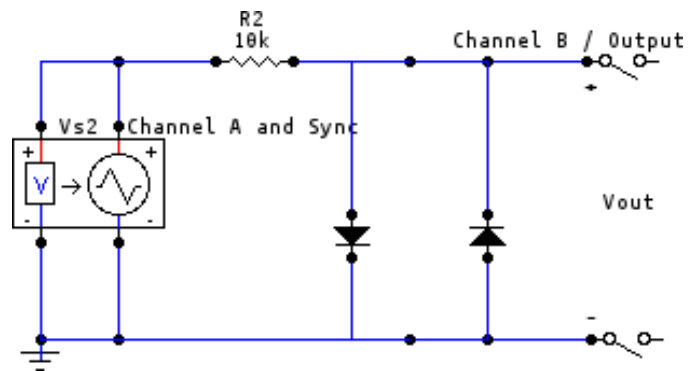 R2
10k
Channel B / Output
+
Vs2
Channel A and Sync
+ +
V
- -
Vout
-